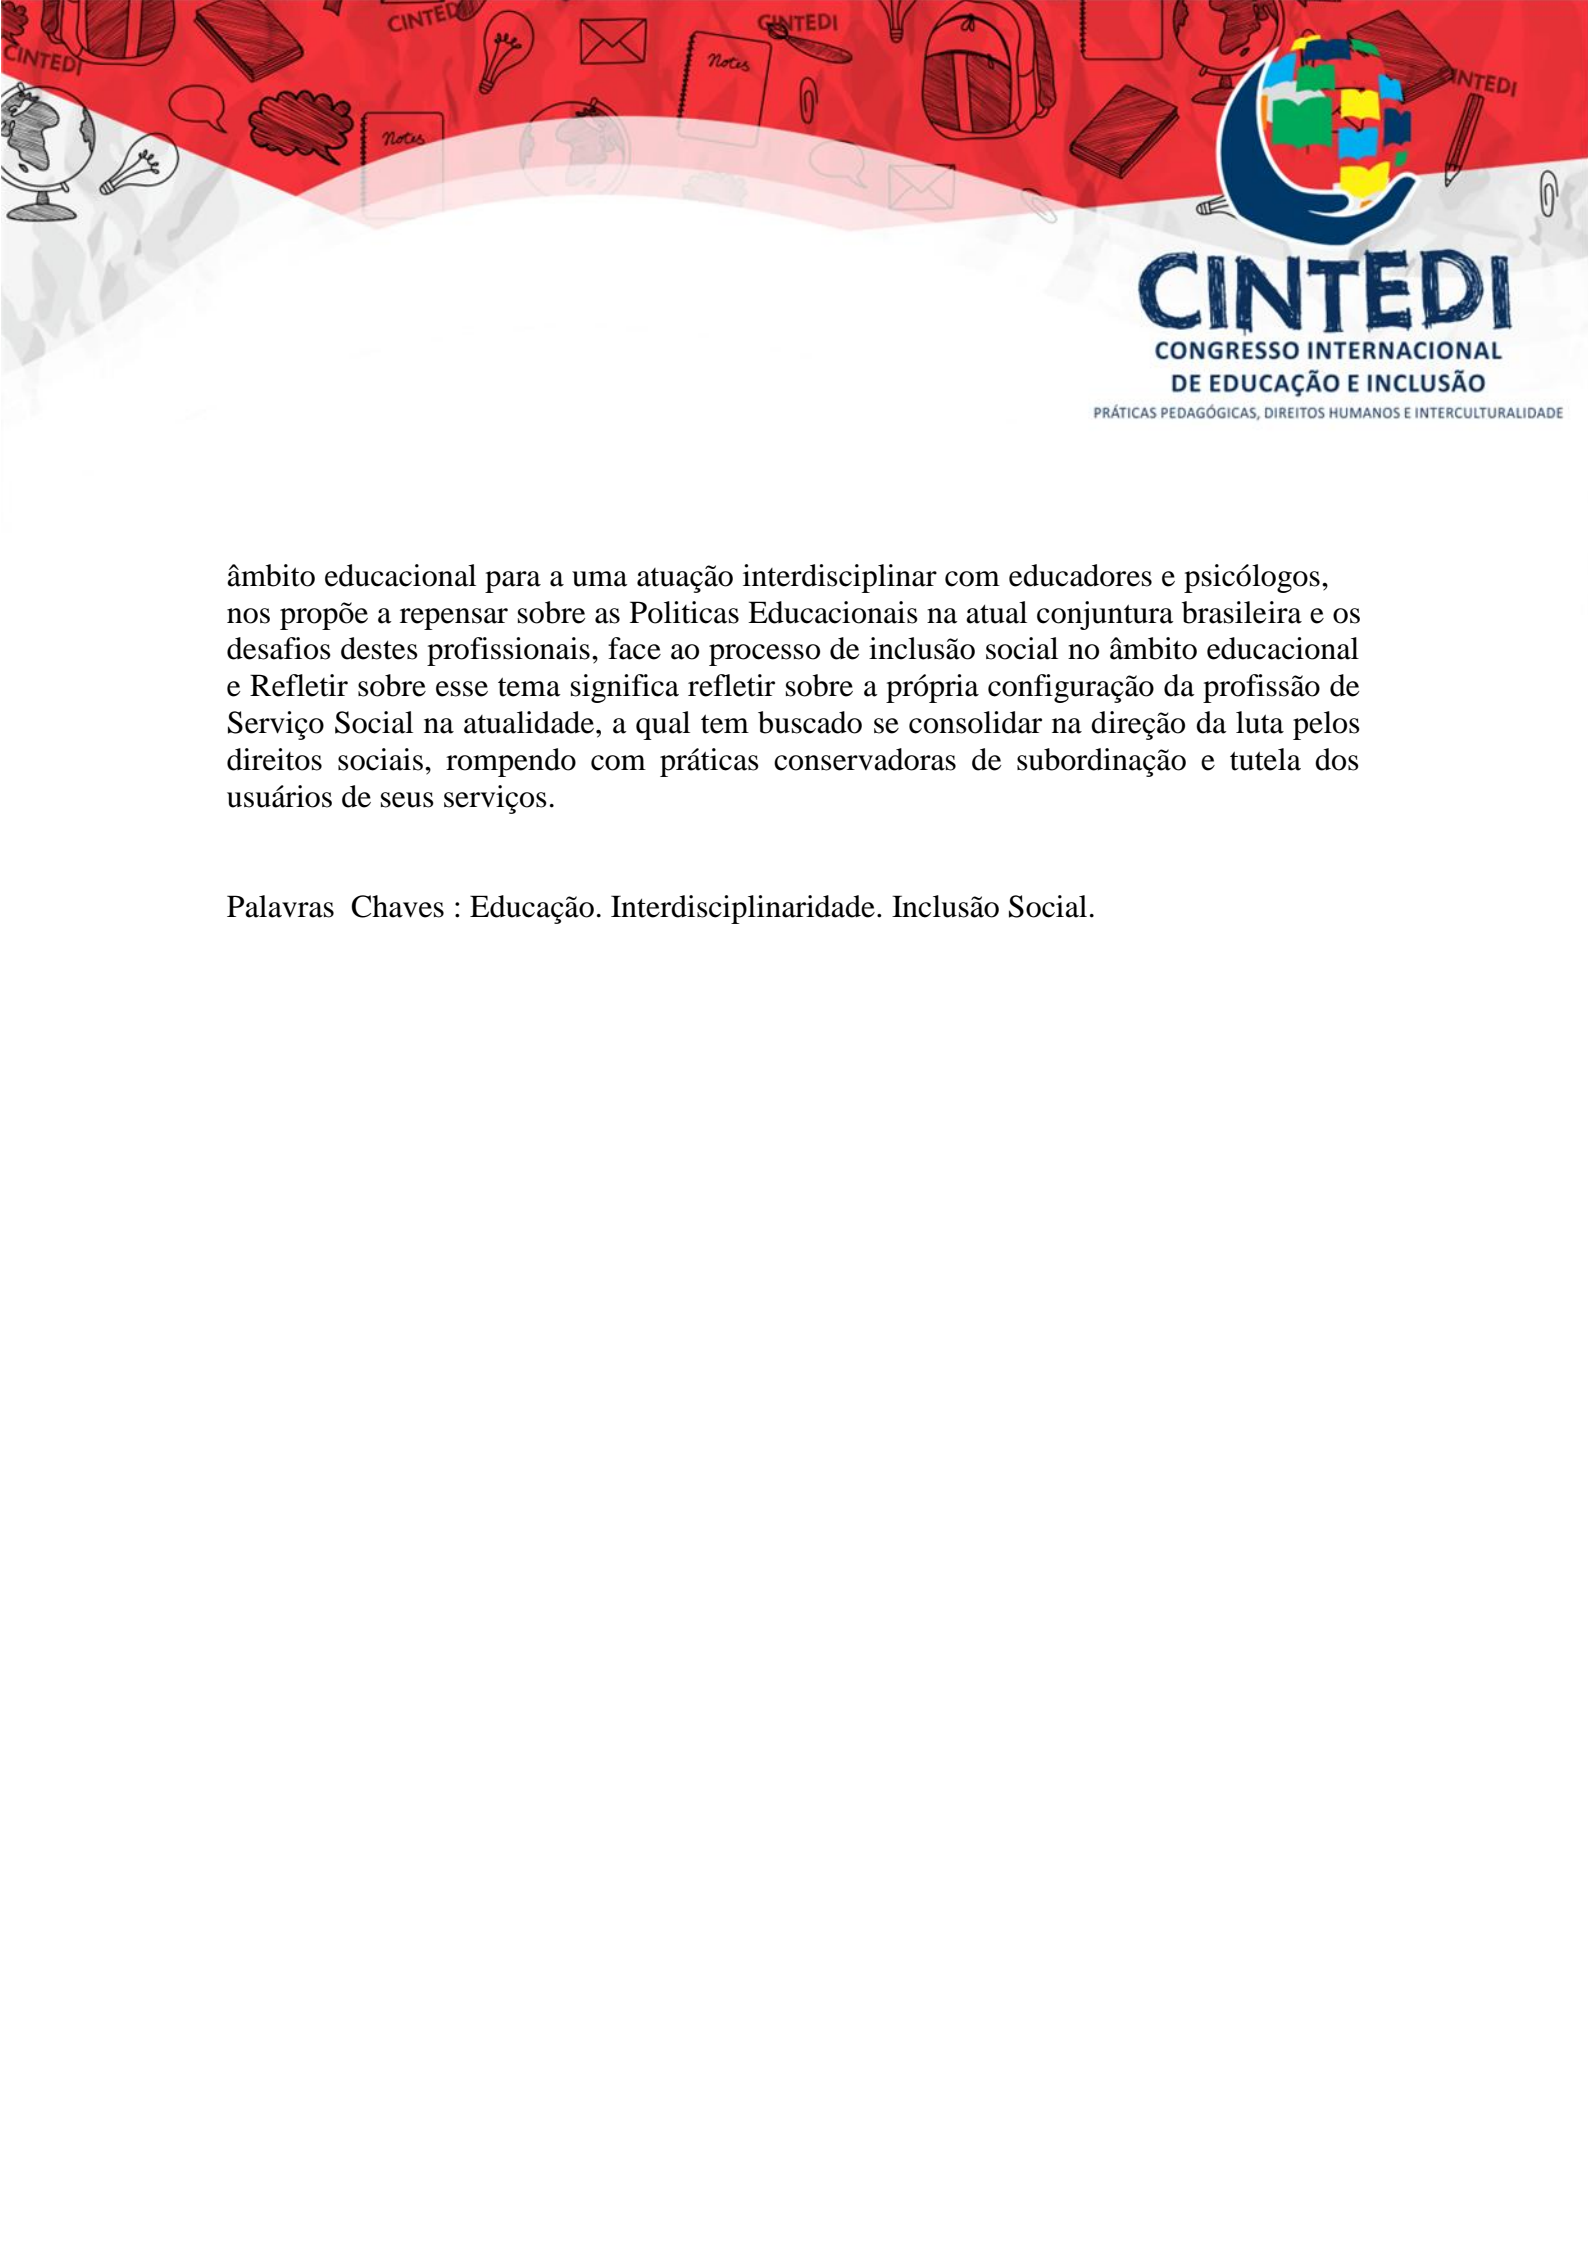 CINTEDI
CINTEDI
CINTEDI
Notes
Notes
CINTEDI
CONGRESSO INTERNACIONAL
DE EDUCAÇÃO E INCLUSÃO
PRÁTICAS PEDAGÓGICAS, DIREITOS HUMANOS E INTERCULTURALIDADE
âmbito educacional para a uma atuação interdisciplinar com educadores e psicólogos,
nos propõe a repensar sobre as Politicas Educacionais na atual conjuntura brasileira e os
desafios destes profissionais, face ao processo de inclusão social no âmbito educacional
e Refletir sobre esse tema significa refletir sobre a própria configuração da profissão de
Serviço Social na atualidade, a qual tem buscado se consolidar na direção da luta pelos
direitos sociais, rompendo com práticas conservadoras de subordinação e tutela dos
usuários de seus serviços.
Palavras  Chaves : Educação. Interdisciplinaridade. Inclusão Social.